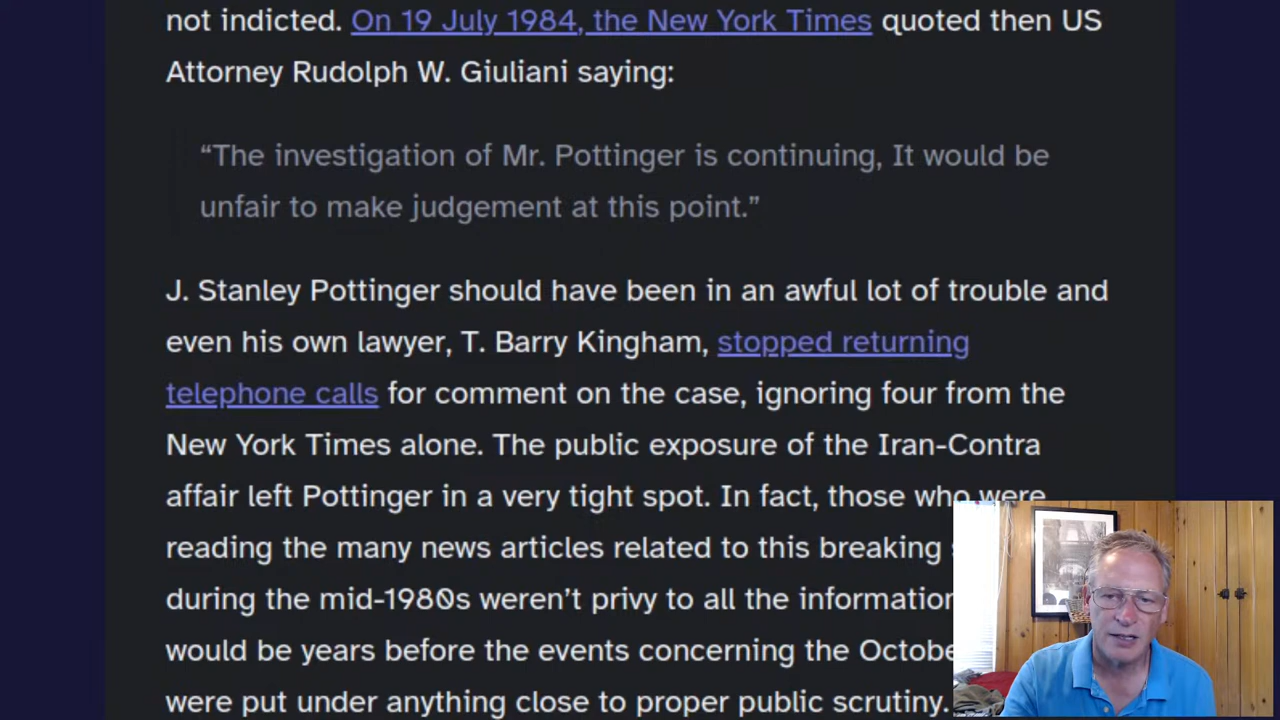 not indicted. On 19 July 1984, the New York Times quoted then US
Attorney Rudolph W. Giuliani saying:
“The investigation of Mr. Pottinger is continuing, It would be
unfair to make judgement at this point.”
J. Stanley Pottinger should have been in an awful lot of trouble and
even his own lawyer, T. Barry Kingham, stopped returning
telephone calls for comment on the case, ignoring four from the
New York Times alone. The public exposure of the Iran-Contra
affair left Pottinger in a very tight spot. In fact, those who were
reading the many news articles related to this breaking
during the mid-1980s weren’t privy to all the information
would be years before the events concerning the
were put under anything close to proper public scrutiny.